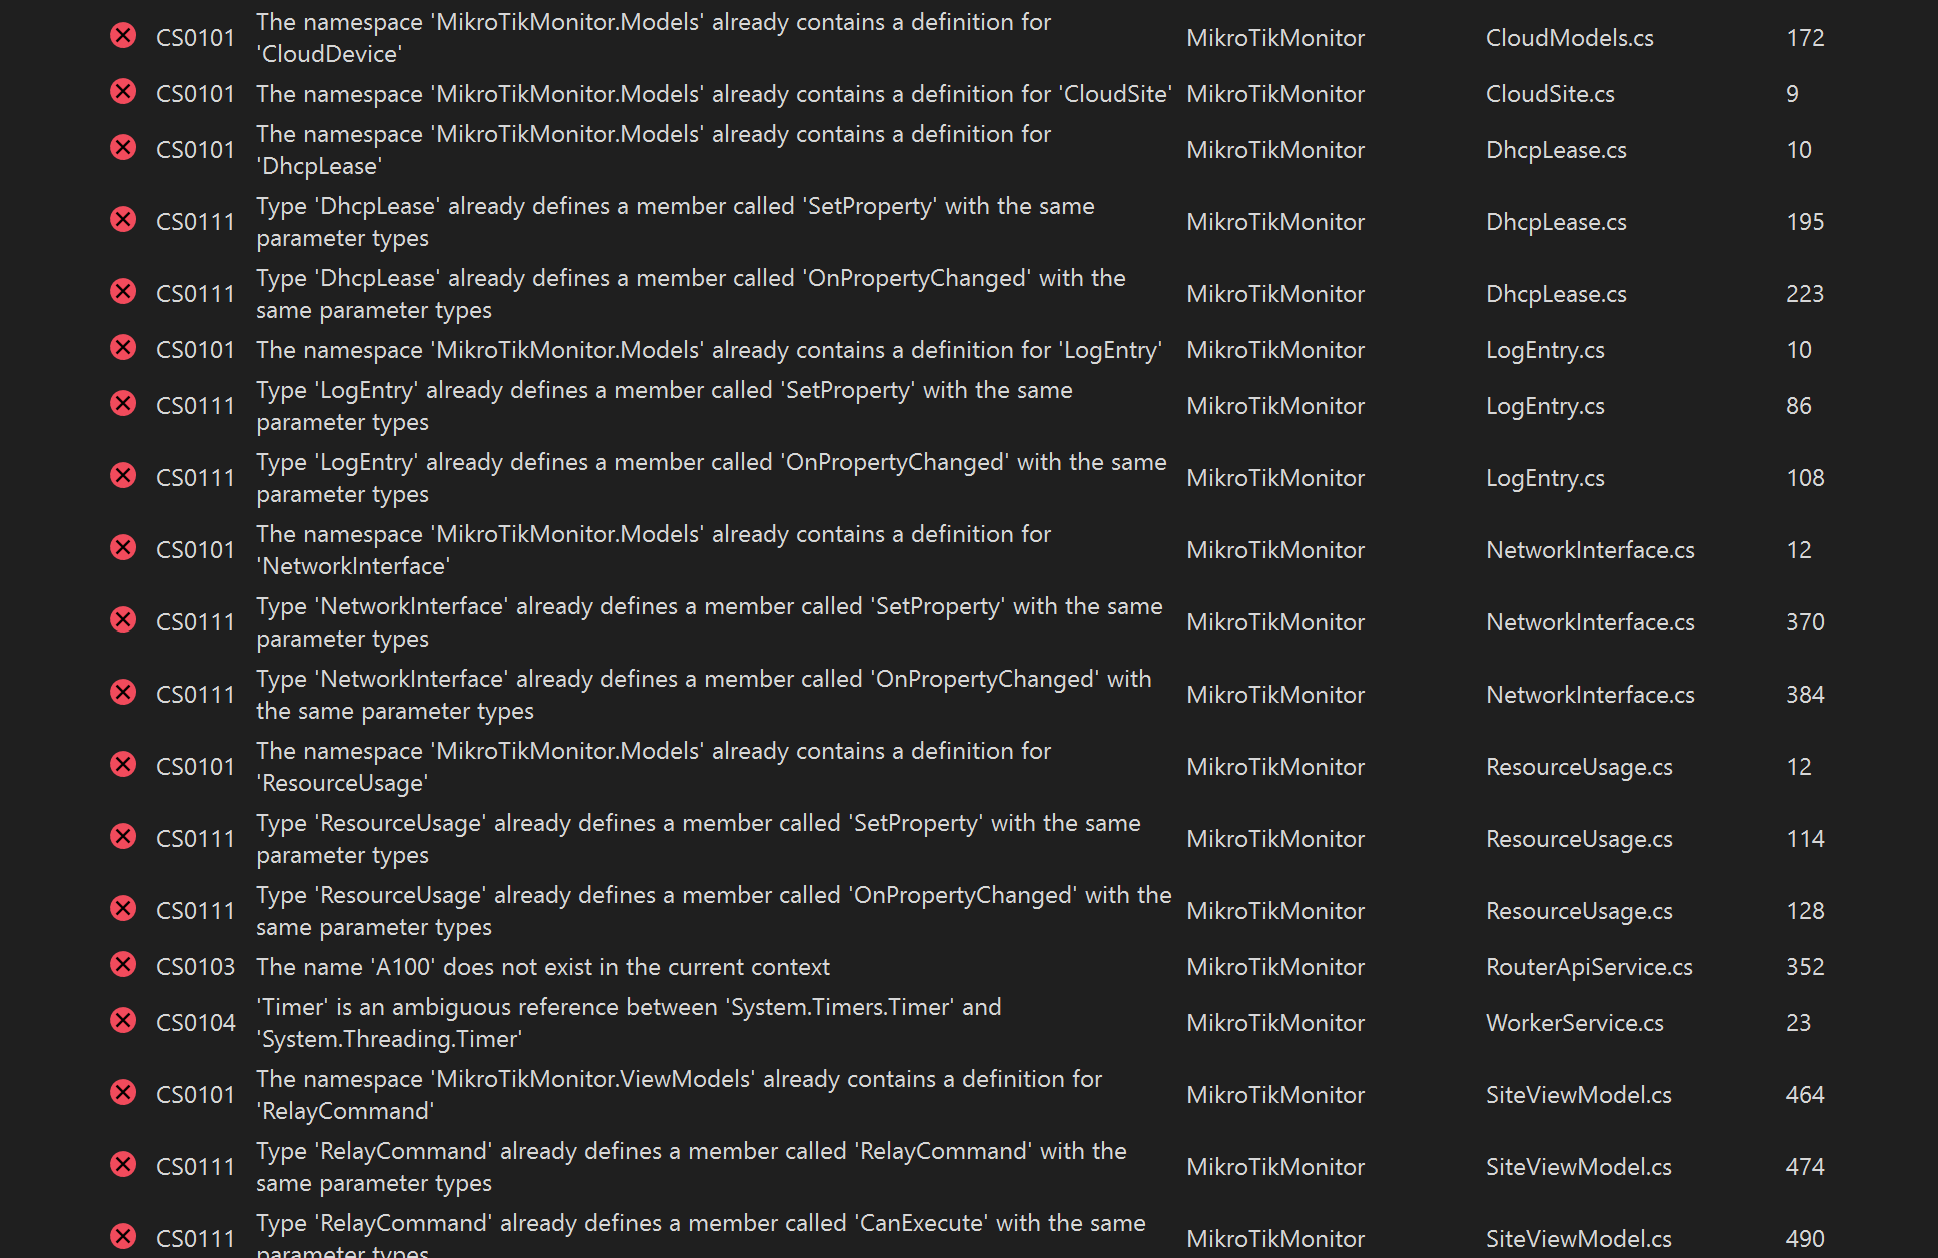 CS0101 The namespace 'MikroTikMonitor.Models' already contains a definition for
'CloudDevice' MikroTikMonitor CloudModels.cs 172
CS0101 The namespace 'MikroTikMonitor.Models' already contains a definition for 'CloudSite' MikroTikMonitor CloudSite.cs 9
CS0101 The namespace 'MikroTikMonitor.Models' already contains a definition for
'DhcpLease' MikroTikMonitor DhcpLease.cs 10
CS0111 Type 'DhcpLease' already defines a member called 'SetProperty' with the same
parameter types MikroTikMonitor DhcpLease.cs 195
CS0111 Type 'DhcpLease' already defines a member called 'OnPropertyChanged' with the
same parameter types MikroTikMonitor DhcpLease.cs 223
CS0101 The namespace 'MikroTikMonitor.Models' already contains a definition for 'LogEntry' MikroTikMonitor LogEntry.cs 10
CS0111 Type 'LogEntry' already defines a member called 'SetProperty' with the same
parameter types MikroTikMonitor LogEntry.cs 86
CS0111 Type 'LogEntry' already defines a member called 'OnPropertyChanged' with the same
parameter types MikroTikMonitor LogEntry.cs 108
CS0101 The namespace 'MikroTikMonitor.Models' already contains a definition for
'NetworkInterface' MikroTikMonitor NetworkInterface.cs 12
CS0111 Type 'NetworkInterface' already defines a member called 'SetProperty' with the same
parameter types MikroTikMonitor NetworkInterface.cs 370
CS0111 Type 'NetworkInterface' already defines a member called 'OnPropertyChanged' with
the same parameter types MikroTikMonitor NetworkInterface.cs 384
CS0101 The namespace 'MikroTikMonitor.Models' already contains a definition for
'ResourceUsage' MikroTikMonitor ResourceUsage.cs 12
CS0111 Type 'ResourceUsage' already defines a member called 'SetProperty' with the same
parameter types MikroTikMonitor ResourceUsage.cs 114
CS0111 Type 'ResourceUsage' already defines a member called 'OnPropertyChanged' with the
same parameter types MikroTikMonitor ResourceUsage.cs 128
CS0103 The name 'A100' does not exist in the current context MikroTikMonitor RouterApiService.cs 352
CS0104 'Timer' is an ambiguous reference between 'System.Timers.Timer' and
'System.Threading.Timer' MikroTikMonitor WorkerService.cs 23
CS0101 The namespace 'MikroTikMonitor.ViewModels' already contains a definition for
'RelayCommand' MikroTikMonitor SiteViewModel.cs 464
CS0111 Type 'RelayCommand' already defines a member called 'RelayCommand' with the
same parameter types MikroTikMonitor SiteViewModel.cs 474
CS0111 Type 'RelayCommand' already defines a member called 'CanExecute' with the same
parameter types MikroTikMonitor SiteViewModel.cs 490